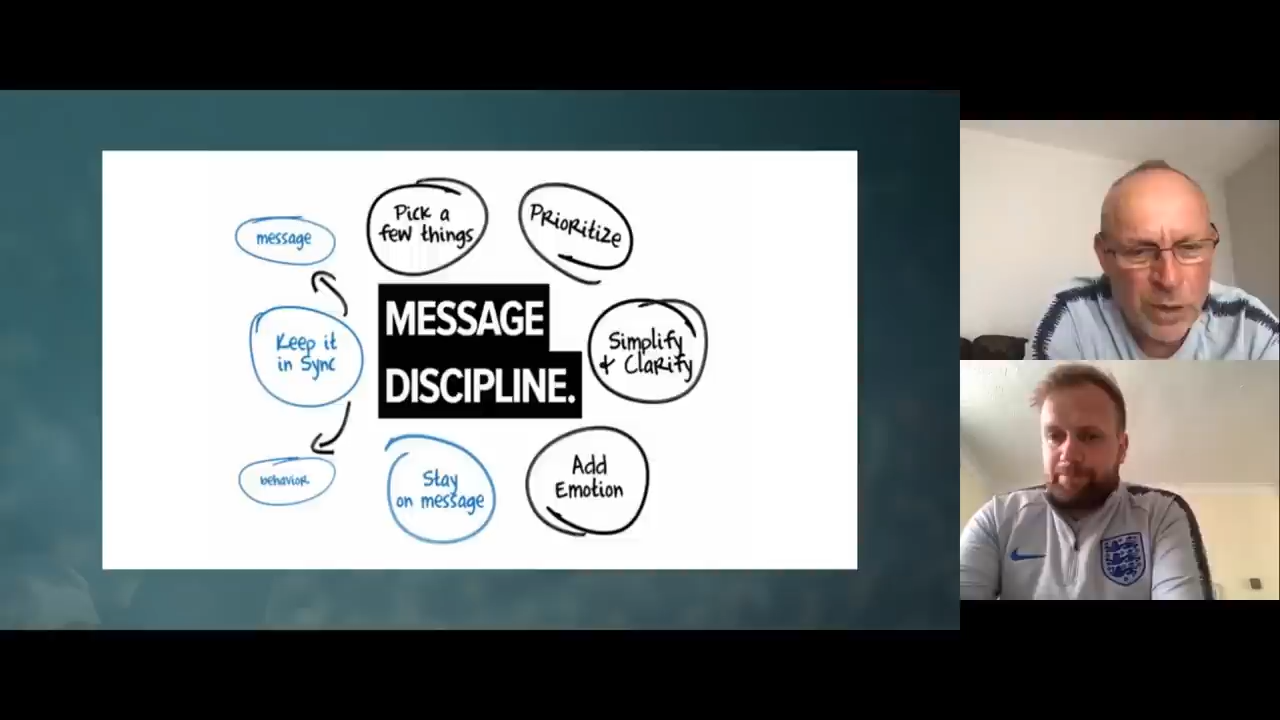 Pick a
few things
PRioRitize
message
MESSAGE
DISCIPLINE.
Keep it
in Sync
Simplify
+ ClaRify
behavioR
Stay
on message
Add
Emotion